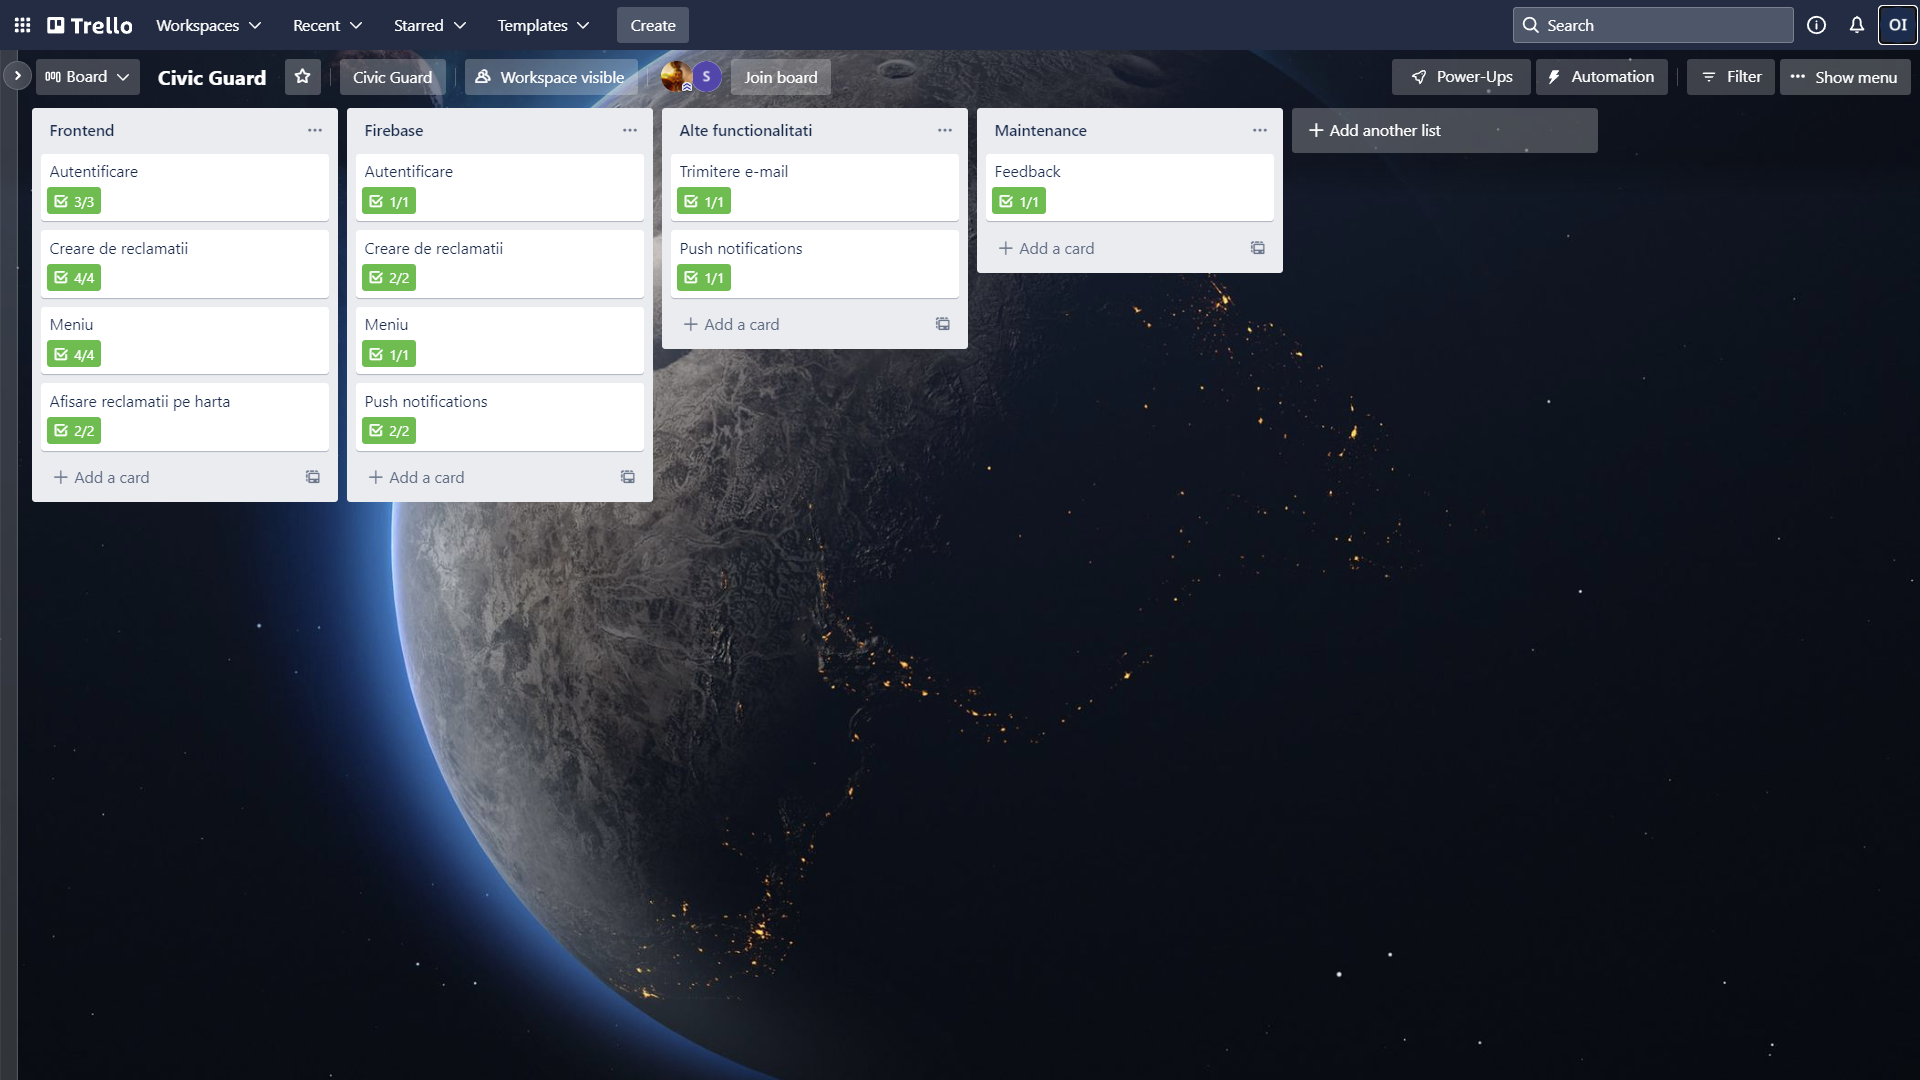 Trello
Workspaces
Recent
Starred
Templates
Create
Search
OI
Board
Civic Guard
Civic Guard
Workspace visible
S
Join board
Power-Ups
Automation
Filter
Show menu
Frontend
Autentificare
3/3
Creare de reclamatii
4/4
Meniu
4/4
Afisare reclamatii pe harta
2/2
Add a card
Firebase
Autentificare
1/1
Creare de reclamatii
2/2
Meniu
1/1
Push notifications
2/2
Add a card
Alte functionalitati
Trimitere e-mail
1/1
Push notifications
1/1
Add a card
Maintenance
Feedback
1/1
Add a card
Add another list